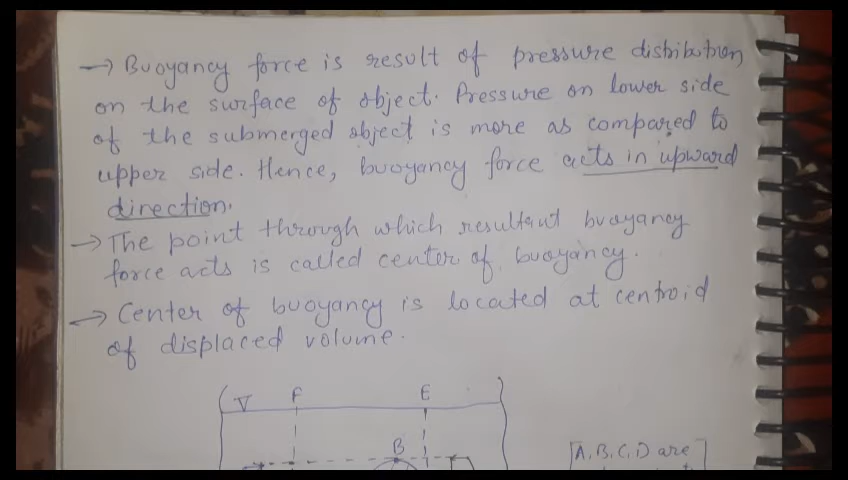 → Buoyancy force is result of pressure distribution
on the surface of object. Pressure on lower side
of the submerged object is more as compared to
upper side. Hence, buoyancy force acts in upward
direction.
→ The point through which resultant buoyancy
force acts is called center of buoyancy.
→ Center of buoyancy is located at centroid
of displaced volume.
F E
B
[A, B, C, D are]